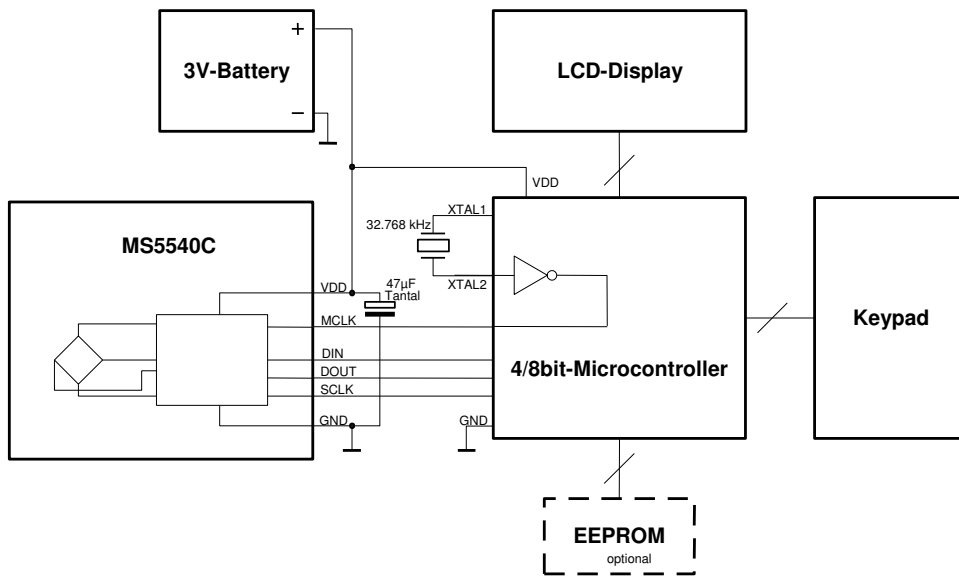 +
3V-Battery
−
LCD-Display
VDD
MS5540C
32.768 kHz
XTAL1
XTAL2
47µF
Tantal
VDD
MCLK
DIN
DOUT
SCLK
GND
GND
4/8bit-Microcontroller
Keypad
EEPROM
optional